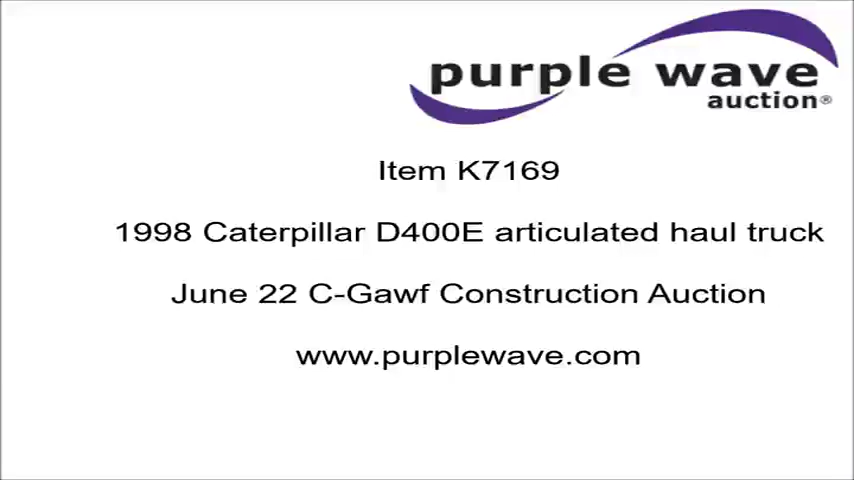 purple wave
auction®
Item K7169
1998 Caterpillar D400E articulated haul truck
June 22 C-Gawf Construction Auction
www.purplewave.com